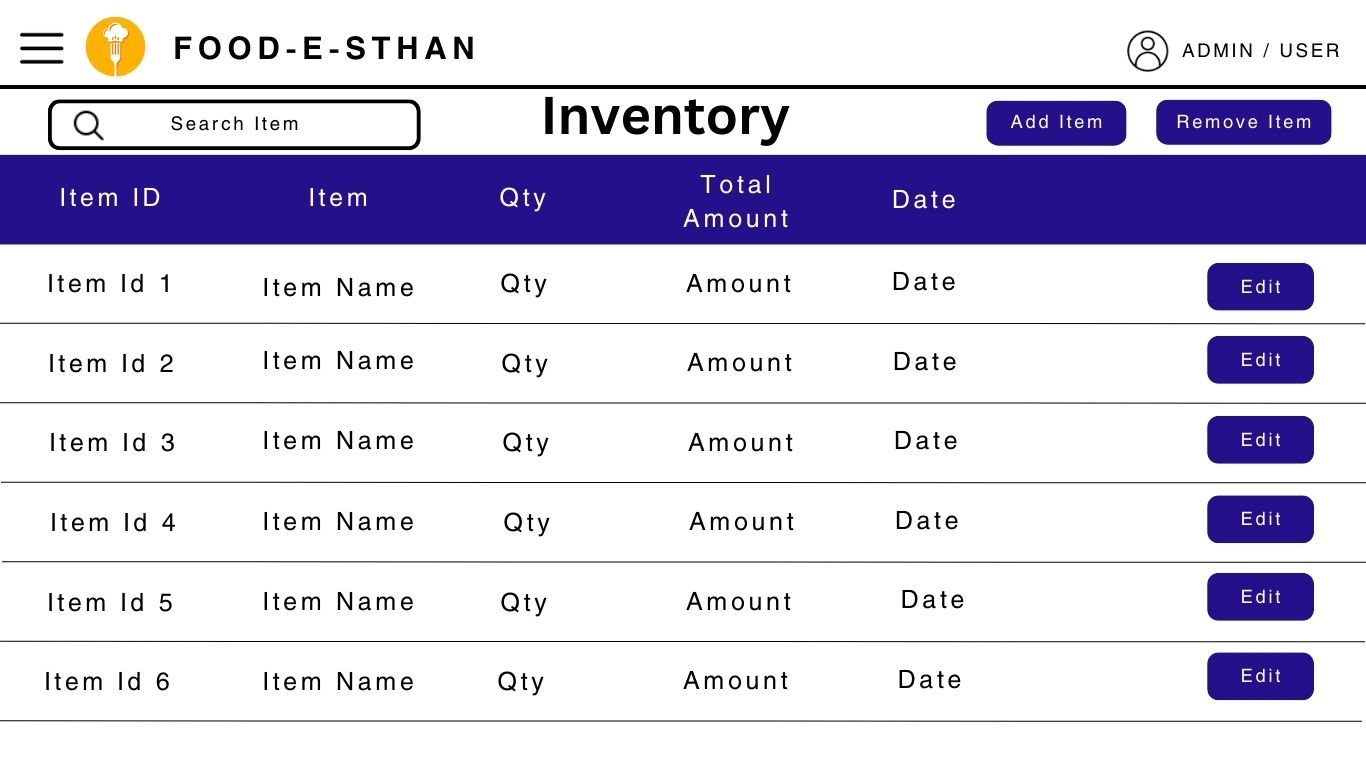 FOOD-E-STHAN
ADMIN / USER
Search Item
Inventory
Add Item
Remove Item
Item ID Item Qty Total Amount Date
Item Id 1 Item Name Qty Amount Date Edit
Item Id 2 Item Name Qty Amount Date Edit
Item Id 3 Item Name Qty Amount Date Edit
Item Id 4 Item Name Qty Amount Date Edit
Item Id 5 Item Name Qty Amount Date Edit
Item Id 6 Item Name Qty Amount Date Edit